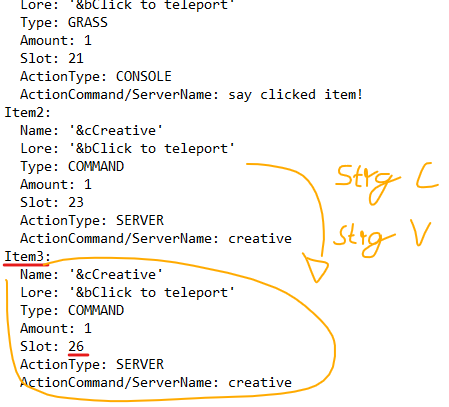 Lore: '&bClick to teleport'
Type: GRASS
Amount: 1
Slot: 21
ActionType: CONSOLE
ActionCommand/ServerName: say clicked item!
Item2:
Name: '&cCreative'
Lore: '&bClick to teleport'
Type: COMMAND
Amount: 1
Slot: 23
ActionType: SERVER
ActionCommand/ServerName: creative
Item3:
Name: '&cCreative'
Lore: '&bClick to teleport'
Type: COMMAND
Amount: 1
Slot: 26
ActionType: SERVER
ActionCommand/ServerName: creative
Strg C
Strg V